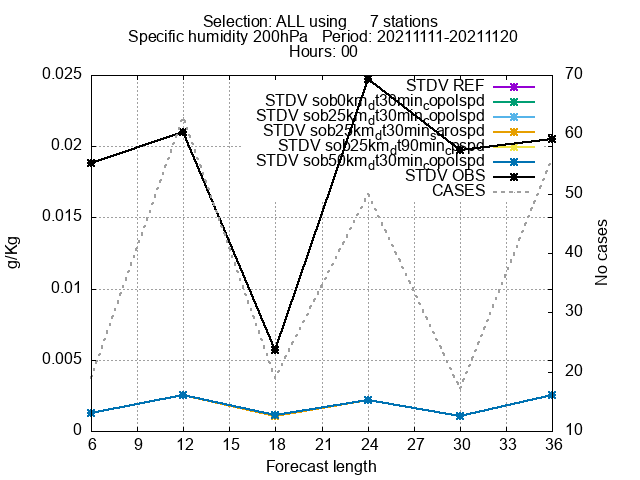 Selection: ALL using     7 stations
Specific humidity 200hPa   Period: 20211111-20211120
Hours: 00
0.025
0.02
0.015
0.01
0.005
0
70
60
50
40
30
20
10
g/Kg
No cases
STDV REF
STDV sob0km_dt30min_copolspd
STDV sob25km_dt30min_copolspd
STDV sob25km_dt30min_sarospd
STDV OBS
STDV sob50km_dt30min_copolspd
CASES
6 9 12 15 18 21 24 27 30 33 36
Forecast length